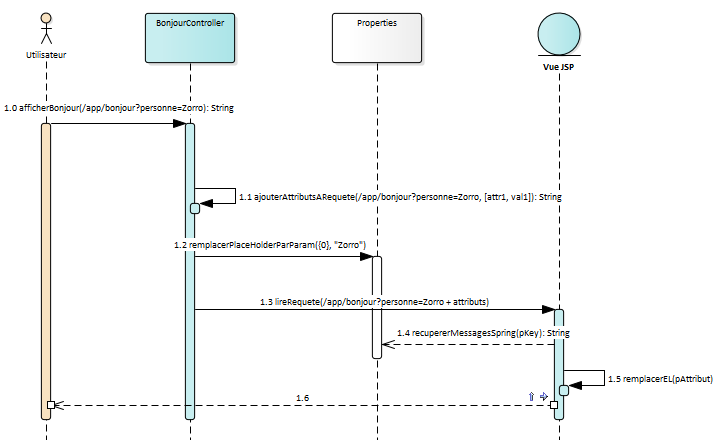 BonjourController
Properties
Utilisateur
Vue JSP
1.0 afficherBonjour(/app/bonjour?personne=Zorro): String
1.1 ajouterAttributsARequete(/app/bonjour?personne=Zorro, [attr1, val1]): String
1.2 remplacerPlaceHolderParParam({0}, "Zorro")
1.3 lireRequete(/app/bonjour?personne=Zorro + attributs)
1.4 recupererMessagesSpring(pKey): String
1.5 remplacerEL(pAttribut)
1.6